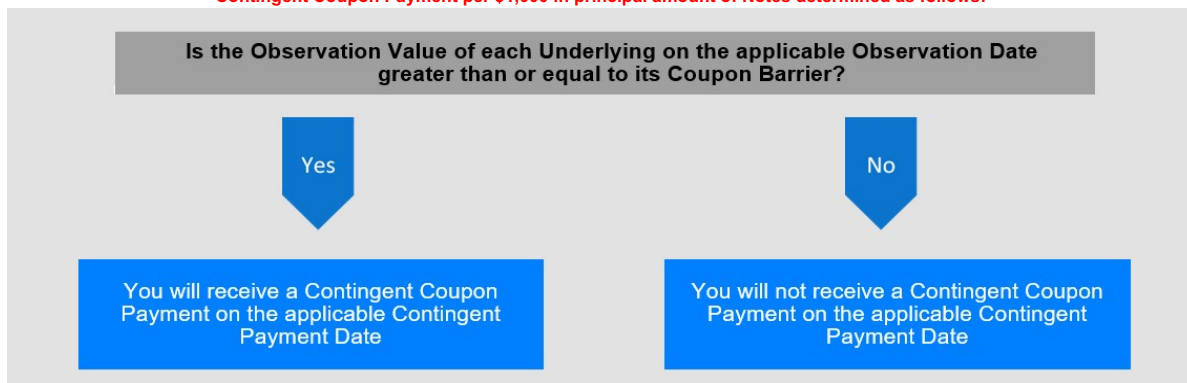 Contingent Coupon Payment per $1,000 in principal amount of Notes determined as follows:
Is the Observation Value of each Underlying on the applicable Observation Date
greater than or equal to its Coupon Barrier?
Yes
No
You will receive a Contingent Coupon
Payment on the applicable Contingent
Payment Date
You will not receive a Contingent Coupon
Payment on the applicable Contingent
Payment Date